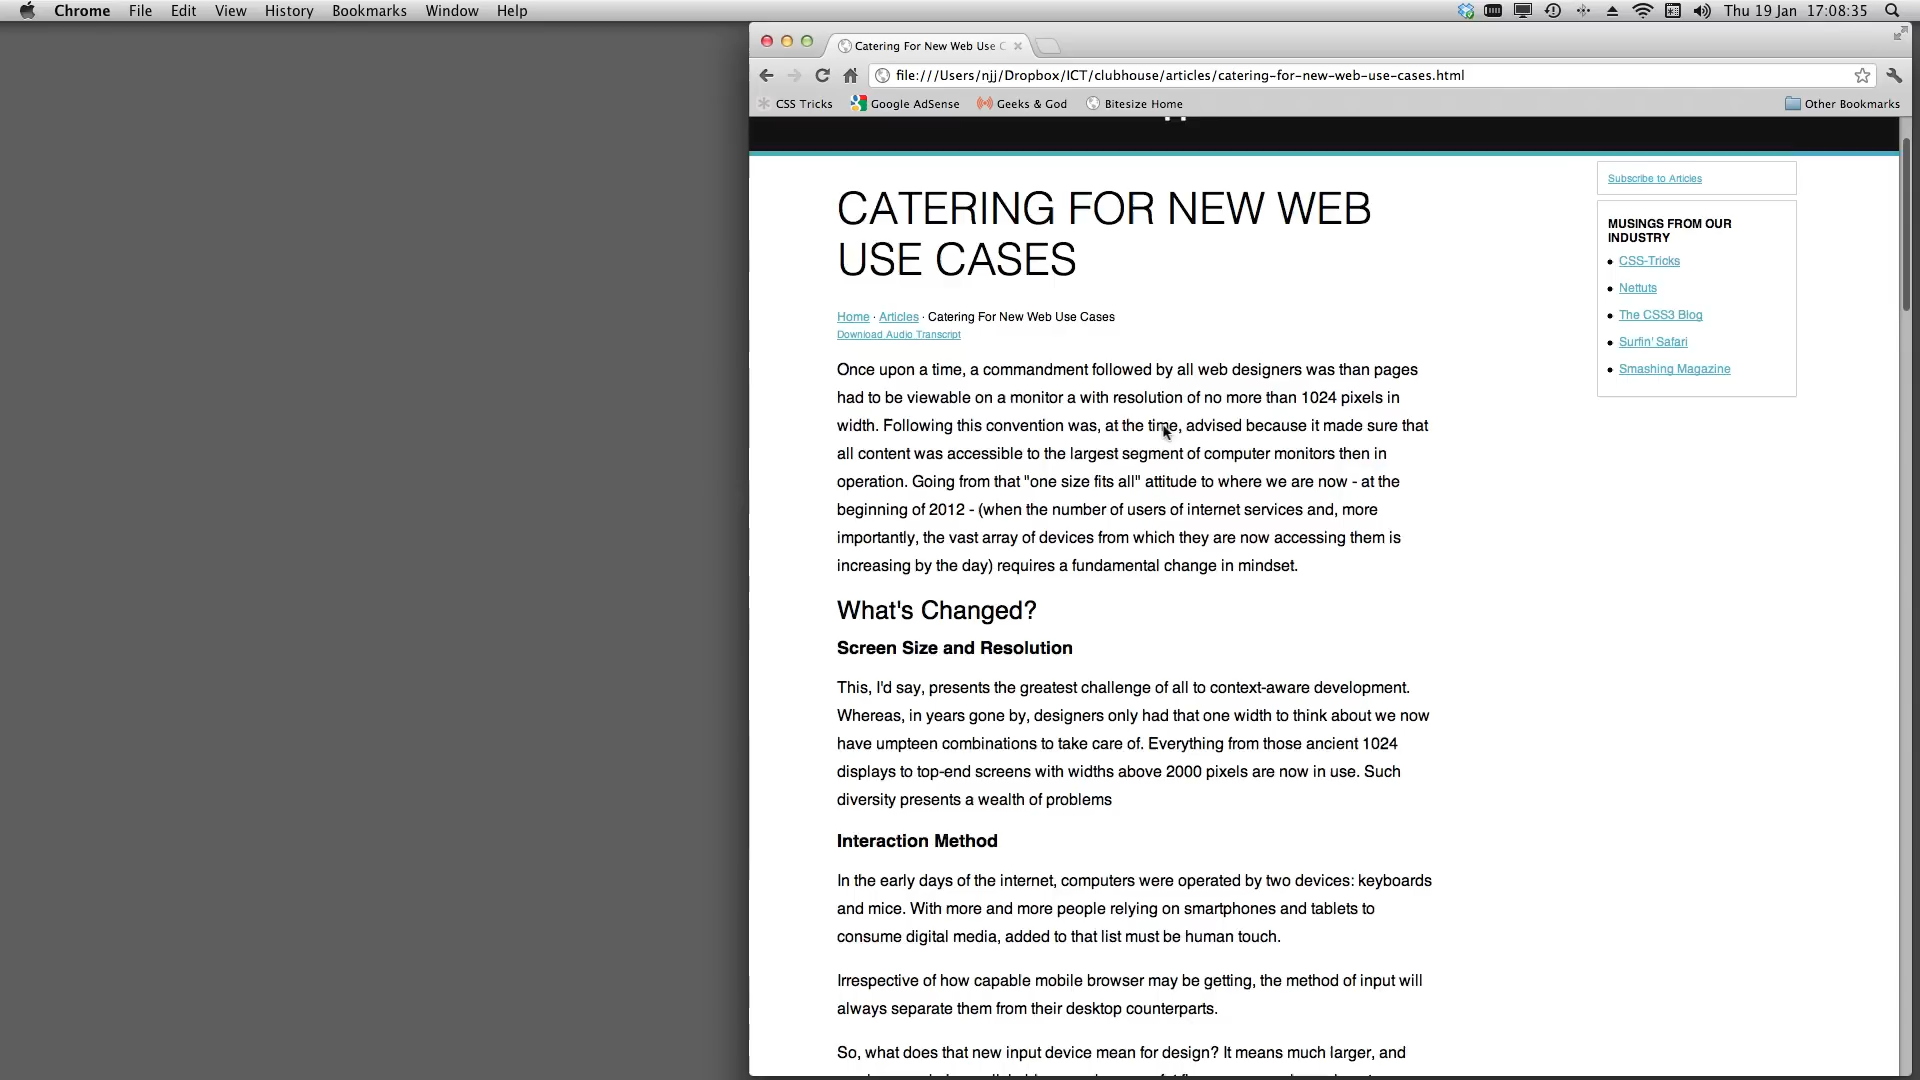 Chrome File Edit View History Bookmarks Window Help
Thu 19 Jan 17:08:35
Catering For New Web Use C
file:///Users/njj/Dropbox/ICT/clubhouse/articles/catering-for-new-web-use-cases.html
CSS Tricks Google AdSense Geeks & God Bitesize Home Other Bookmarks
CATERING FOR NEW WEB
USE CASES
Home · Articles · Catering For New Web Use Cases
Download Audio Transcript
Once upon a time, a commandment followed by all web designers was than pages
had to be viewable on a monitor a with resolution of no more than 1024 pixels in
width. Following this convention was, at the time, advised because it made sure that
all content was accessible to the largest segment of computer monitors then in
operation. Going from that "one size fits all" attitude to where we are now - at the
beginning of 2012 - (when the number of users of internet services and, more
importantly, the vast array of devices from which they are now accessing them is
increasing by the day) requires a fundamental change in mindset.
What's Changed?
Screen Size and Resolution
This, I'd say, presents the greatest challenge of all to context-aware development.
Whereas, in years gone by, designers only had that one width to think about we now
have umpteen combinations to take care of. Everything from those ancient 1024
displays to top-end screens with widths above 2000 pixels are now in use. Such
diversity presents a wealth of problems
Interaction Method
In the early days of the internet, computers were operated by two devices: keyboards
and mice. With more and more people relying on smartphones and tablets to
consume digital media, added to that list must be human touch.
Irrespective of how capable mobile browser may be getting, the method of input will
always separate them from their desktop counterparts.
So, what does that new input device mean for design? It means much larger, and
Subscribe to Articles
MUSINGS FROM OUR
INDUSTRY
CSS-Tricks
Nettuts
The CSS3 Blog
Surfin' Safari
Smashing Magazine